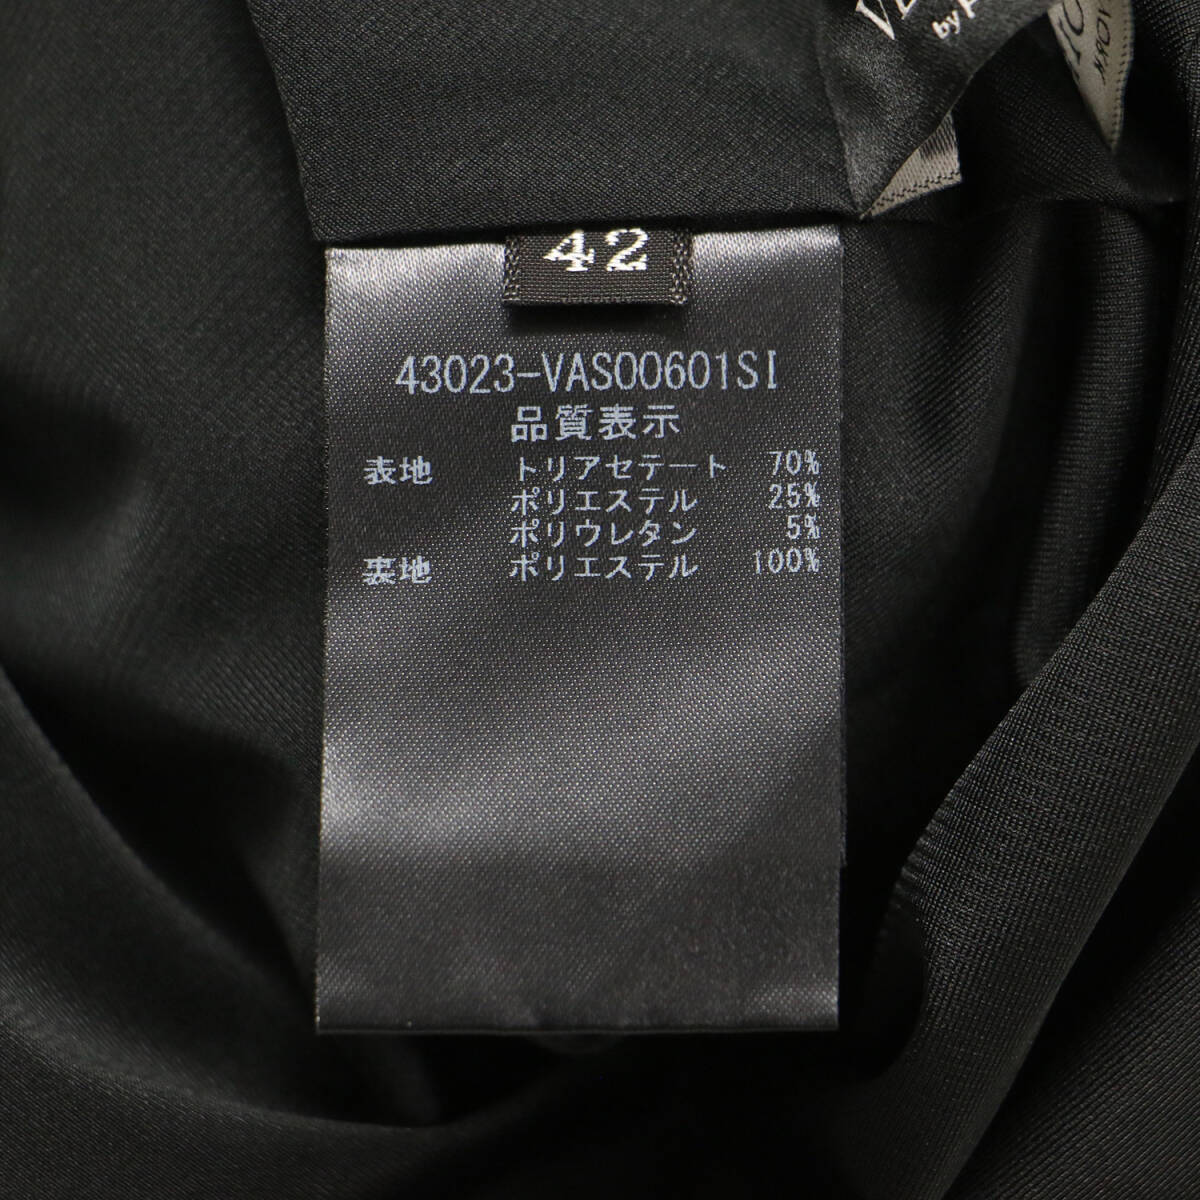 by
42
43023-VAS00601SI
品質表示
表地 トリアセテート 70%
ポリエステル 25%
ポリウレタン 5%
裏地 ポリエステル 100%